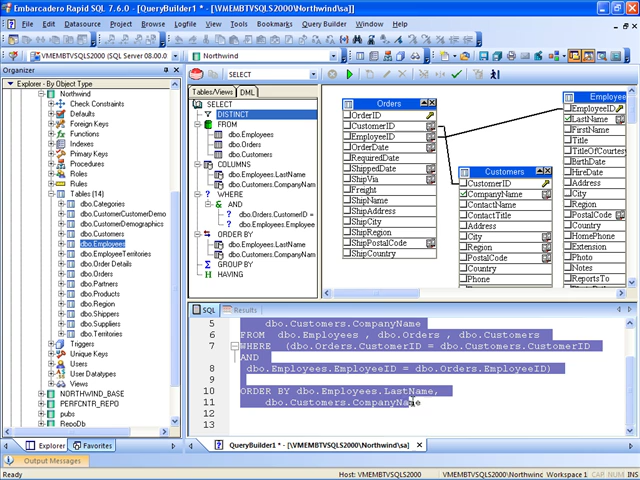 Embarcadero Rapid SQL 7.6.0 - [QueryBuilder1 * - [\VMEMBTVSQLS2000\Northwind\sa]]
File Edit Datasource Project Search View Tools Bookmarks Logfile Query Builder Window Help
VMEMBTVSQLS2000 (SQL Server 08.00.0 Northwind
Organizer
Explorer - By Object Type
Northwind
Check Constraints
Defaults
Foreign Keys
Functions
Indexes
Primary Keys
Procedures
Roles
Rules
Tables (14)
dbo.Categories
dbo.CustomerCustomerDemo
dbo.CustomerDemographics
dbo.Customers
dbo.Employees
dbo.EmployeeTerritories
dbo.Order Details
dbo.Orders
dbo.Partners
dbo.Products
dbo.Region
dbo.Shippers
dbo.Suppliers
dbo.Territories
Triggers
Unique Keys
Users
User Datatypes
Views
NORTHWIND_BASE
PERFCNTR_REPO
pubs
RepoDb
Explorer Favorites
SELECT
Tables/Views DML
SELECT
DISTINCT
FROM
dbo.Employees
dbo.Orders
dbo.Customers
COLUMNS
dbo.Employees.LastName
dbo.Customers.CompanyNam
WHERE
AND
dbo.Orders.CustomerID =
dbo.Employees.Employee
ORDER BY
dbo.Employees.LastName
dbo.Customers.CompanyNam
GROUP BY
HAVING
Orders
OrderID
CustomerID
EmployeeID
OrderDate
RequiredDate
ShippedDate
ShipVia
Freight
ShipName
ShipAddress
ShipCity
ShipRegion
ShipPostalCode
ShipCountry
Customers
CustomerID
CompanyName
ContactName
ContactTitle
Address
City
Region
PostalCode
Country
Phone
Employee
EmployeeID
LastName
FirstName
Title
TitleOfCourtesy
BirthDate
HireDate
Address
City
Region
PostalCode
Country
HomePhone
Extension
Photo
Notes
ReportsTo
SQL Results
5 dbo.Customers.CompanyName
6 FROM dbo.Employees , dbo.Orders , dbo.Customers
7 WHERE (dbo.Orders.CustomerID = dbo.Customers.CustomerID
AND
8 dbo.Employees.EmployeeID = dbo.Orders.EmployeeID)
9
10 ORDER BY dbo.Employees.LastName,
11 dbo.Customers.CompanyName
12
13
QueryBuilder1 * - [\VMEMBTVSQLS2000\Northwind\sa]
Output Messages
Host: VMEMBTVSQLS2000 VMEMBTVSQLS2000\Northwinc Workspace 1 CAP NUM INS